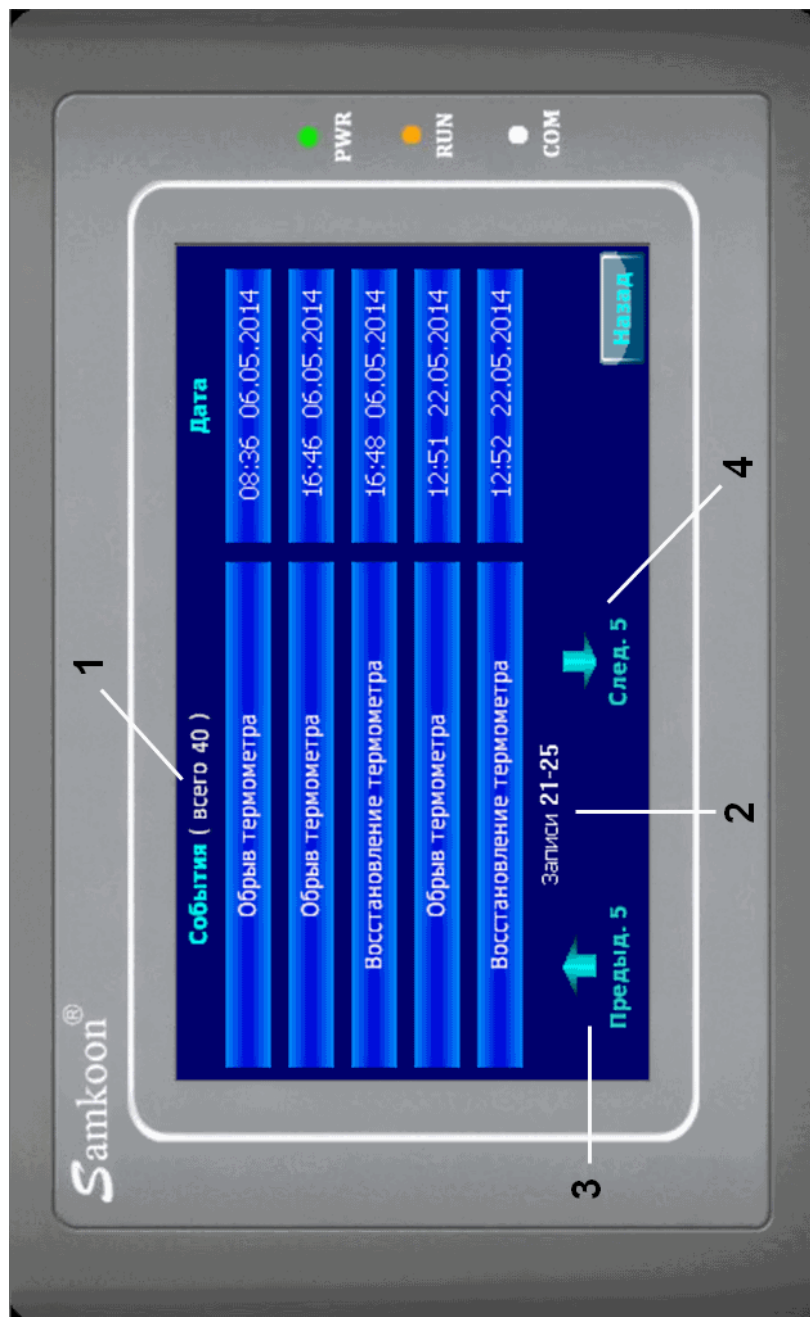 Samkoon®
PWR
RUN
COM
1
События ( всего 40 )
Дата
Обрыв термометра
08:36 06.05.2014
Обрыв термометра
16:46 06.05.2014
Восстановление термометра
16:48 06.05.2014
Обрыв термометра
12:51 22.05.2014
Восстановление термометра
12:52 22.05.2014
Записи 21-25
Предыд. 5
След. 5
Назад
3
2
4